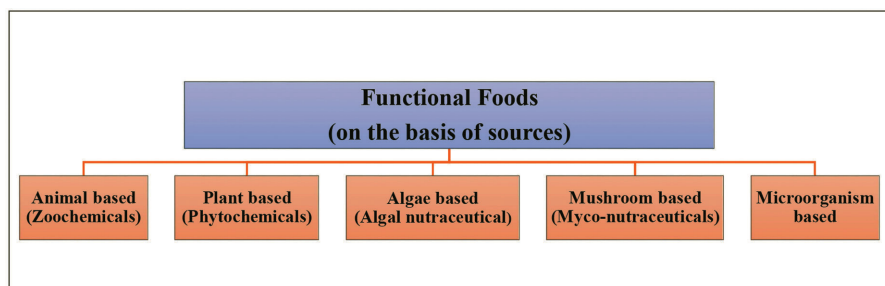 Functional Foods
(on the basis of sources)
Animal based
(Zoochemicals)
Plant based
(Phytochemicals)
Algae based
(Algal nutraceutical)
Mushroom based
(Myco-nutraceuticals)
Microorganism
based